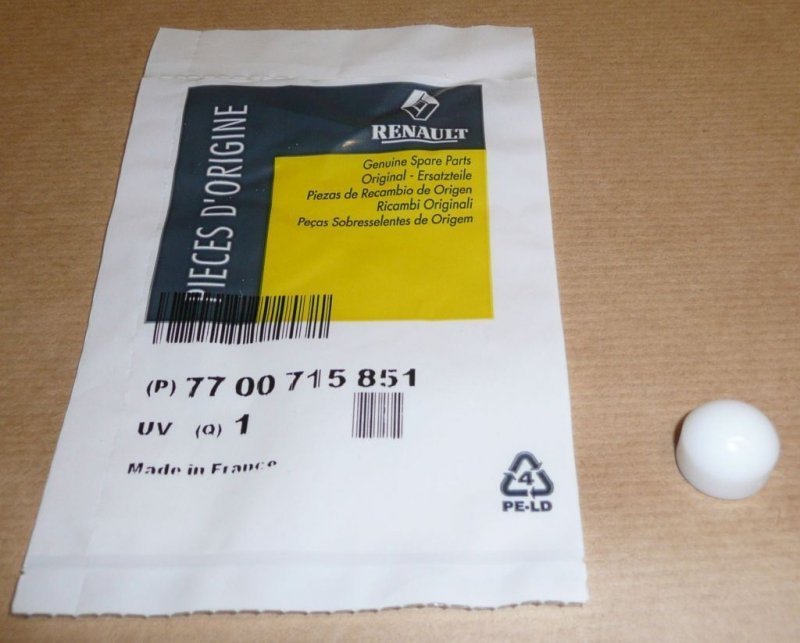 PIECES D'ORIGINE
RENAULT
Genuine Spare Parts
Original - Ersatzteile
Piezas de Recambio de Origen
Ricambi Originali
Peças Sobresselentes de Origem
(P) 77 00 715 851
UV (Q) 1
Made in France
4
PE-LD